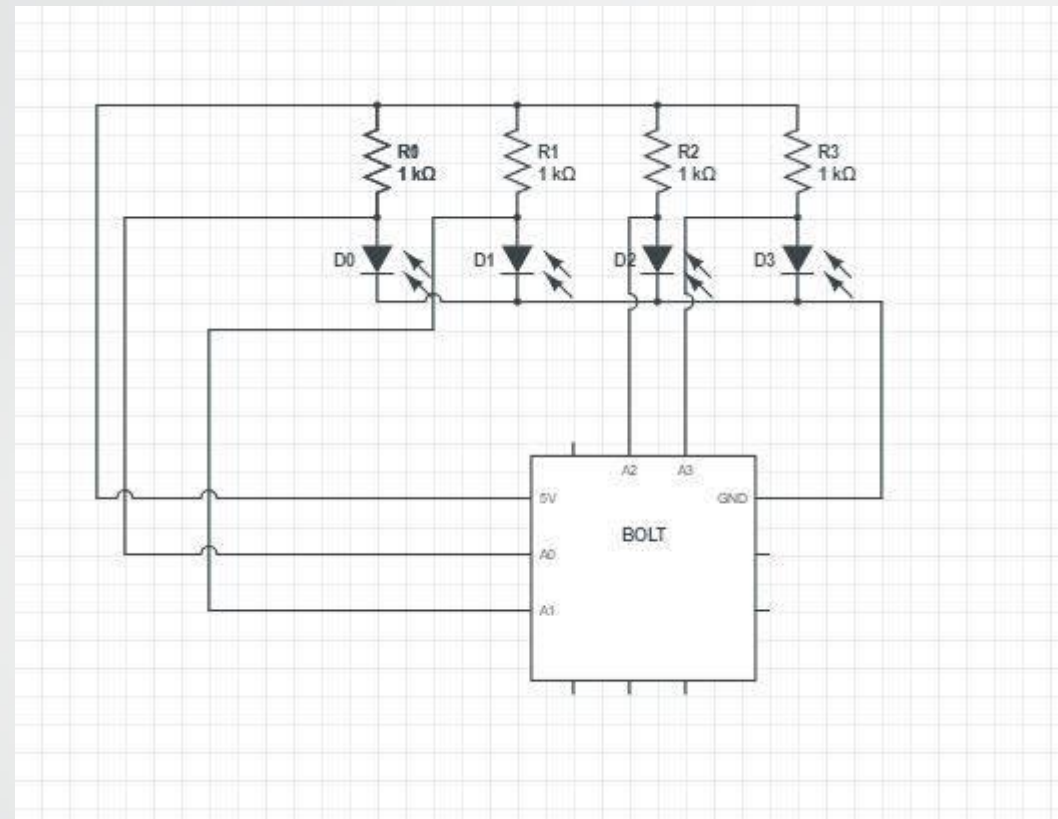 R0
1 kΩ
R1
1 kΩ
R2
1 kΩ
R3
1 kΩ
D0
D1
D2
D3
A2
A3
5V
GND
BOLT
A0
A1